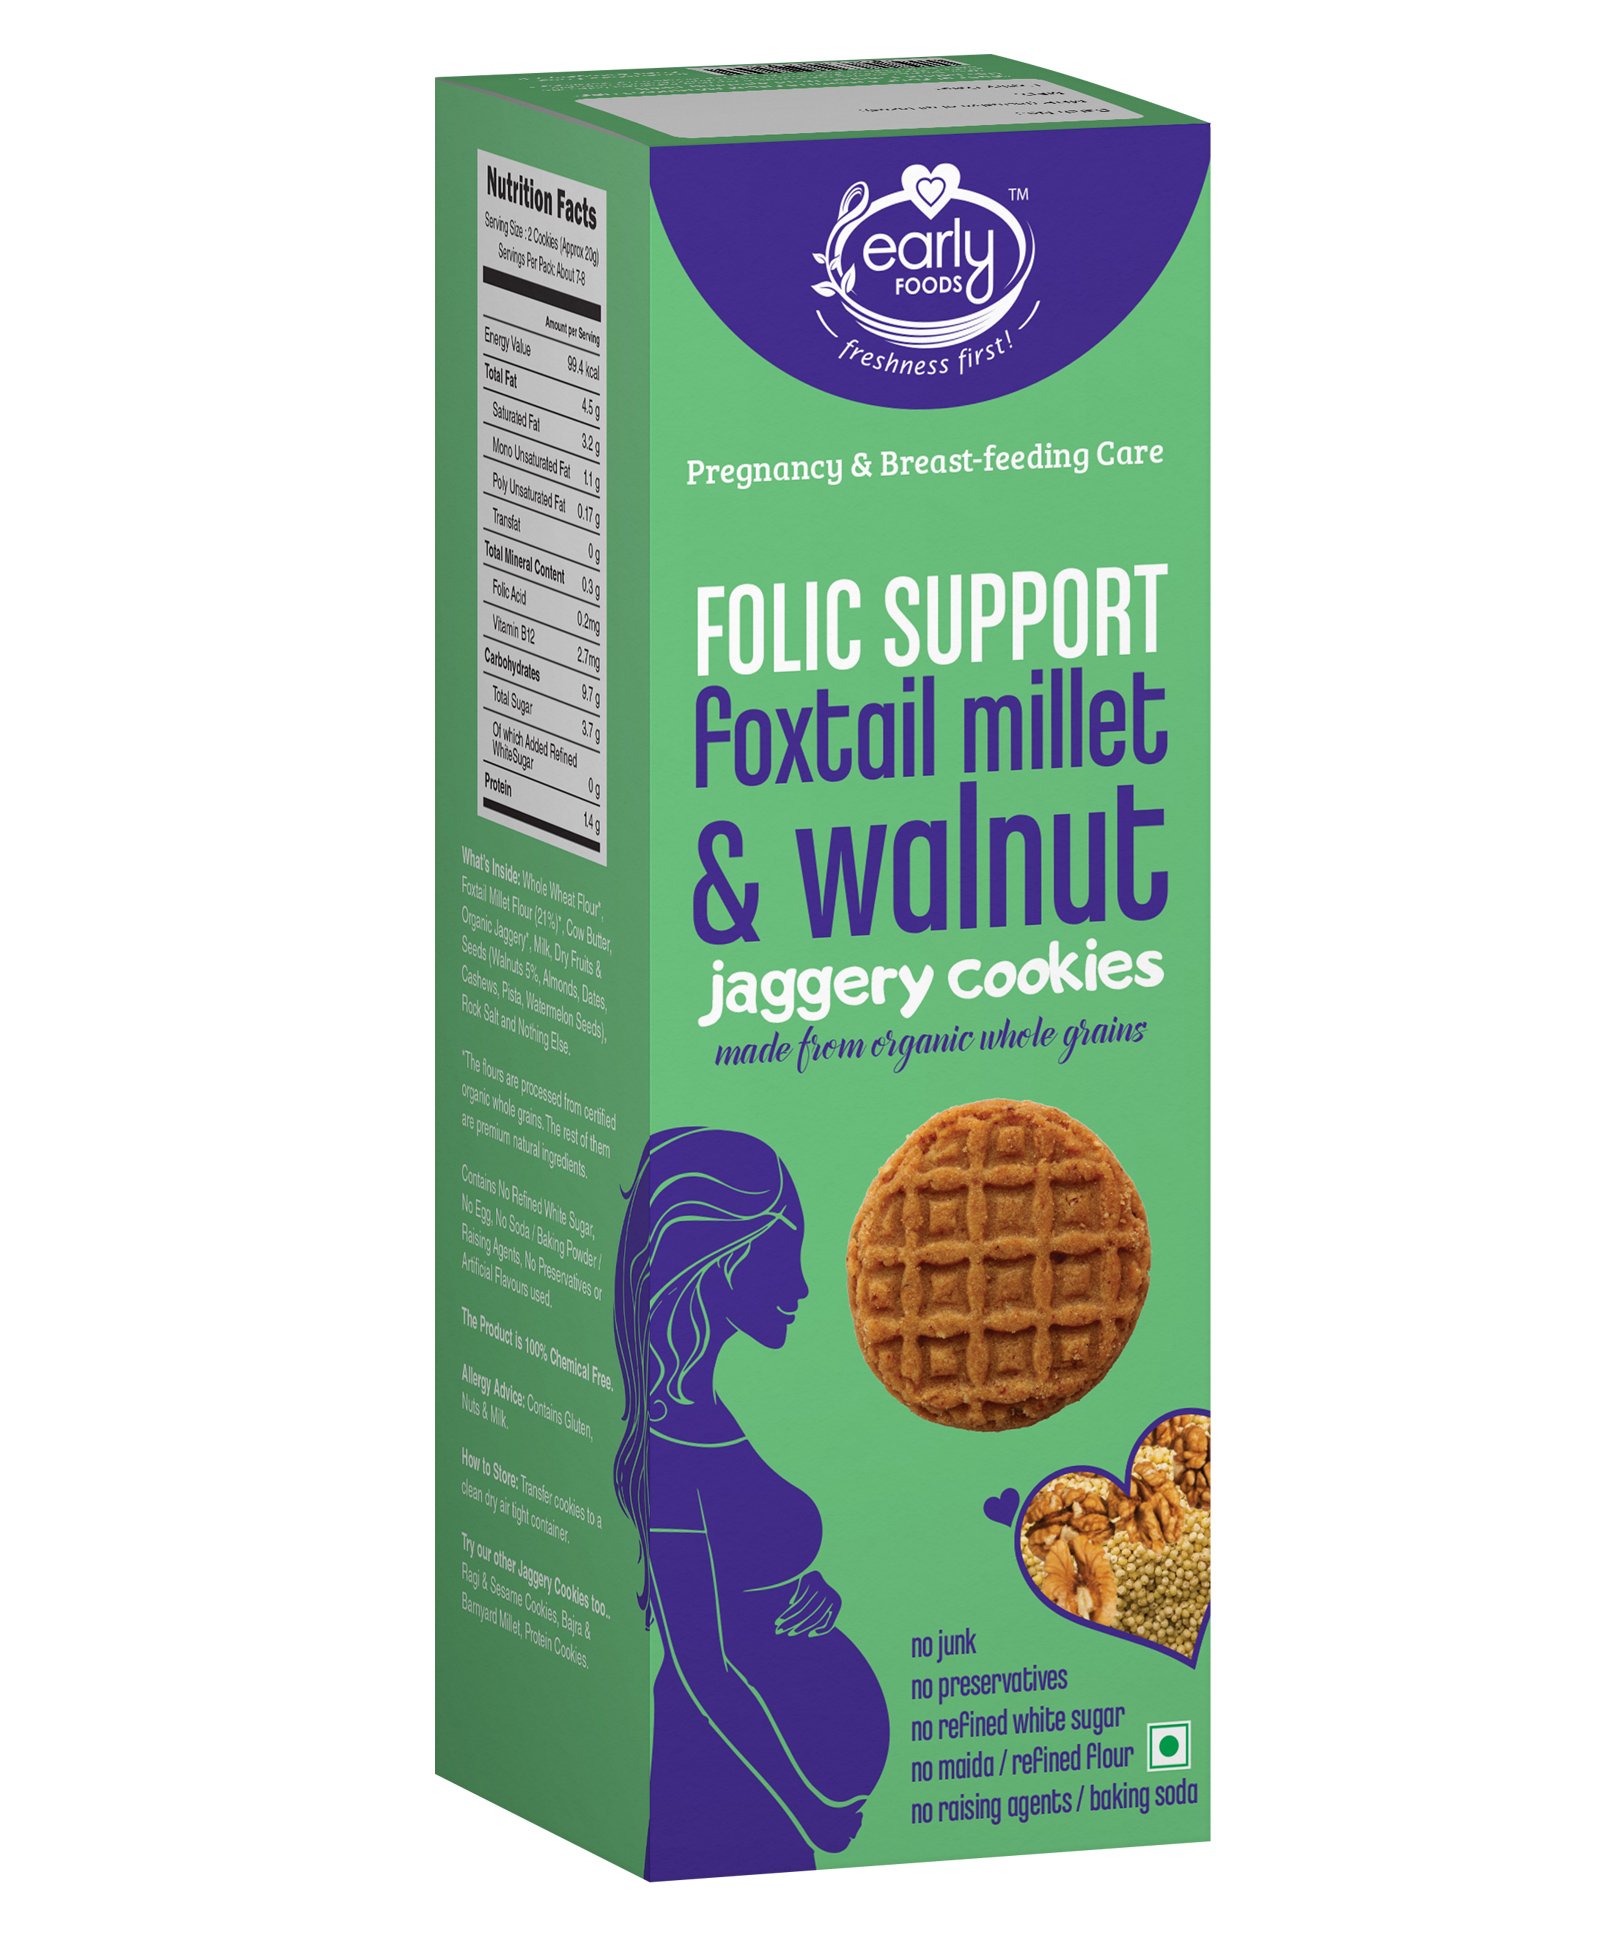 early
FOODS
TM
freshness first!
Pregnancy & Breast-feeding Care
FOLIC SUPPORT
foxtail millet
& walnut
jaggery cookies
made from organic whole grains
no junk
no preservatives
no refined white sugar
no maida / refined flour
no raising agents / baking soda
Nutrition Facts
Serving Size : 2 Cookies (Approx 20g)
Servings Per Pack: About 7-8
Amount per Serving
Energy Value 99.4 kcal
Total Fat 4.5 g
Saturated Fat 3.2 g
Mono Unsaturated Fat 1.1 g
Poly Unsaturated Fat 0.17 g
Transfat 0 g
Total Mineral Content 0.3 g
Folic Acid 0.2mg
Vitamin B12 2.7mg
Carbohydrates 9.7 g
Total Sugar 3.7 g
Of which Added Refined
WhiteSugar 0 g
Protein 1.4 g
What's Inside: Whole Wheat Flour*,
Foxtail Millet Flour (21%)*, Cow Butter,
Organic Jaggery*, Milk, Dry Fruits &
Seeds (Walnuts 5%, Almonds, Dates,
Cashews, Pista, Watermelon Seeds),
Rock Salt and Nothing Else.
*The flours are processed from certified
organic whole grains. The rest of them
are premium natural ingredients.
Contains No Refined White Sugar,
No Egg, No Soda / Baking Powder /
Raising Agents, No Preservatives or
Artificial Flavours used.
The Product is 100% Chemical Free.
Allergy Advice: Contains Gluten,
Nuts & Milk.
How to Store: Transfer cookies to a
clean dry air tight container.
Try our other Jaggery Cookies too..
Ragi & Sesame Cookies, Bajra &
Barnyard Millet, Protein Cookies.